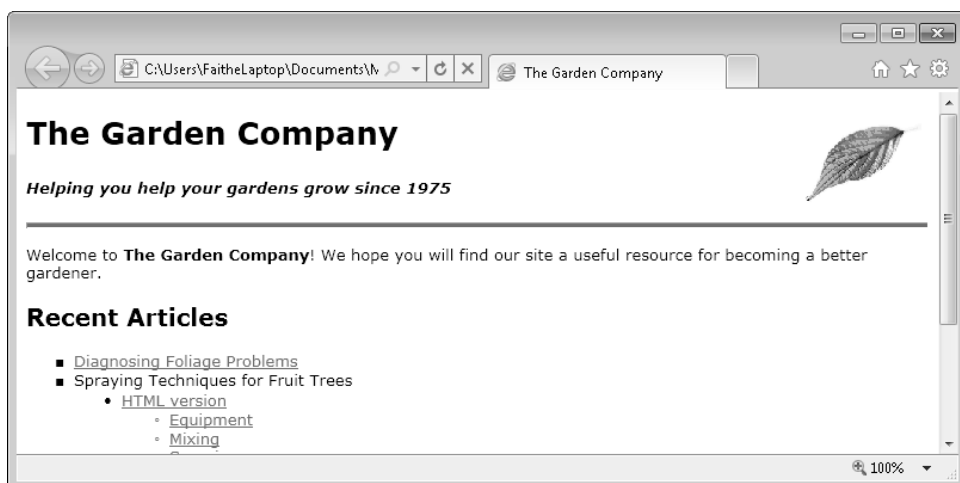 C:\Users\FaitheLaptop\Documents\
The Garden Company
The Garden Company
Helping you help your gardens grow since 1975
Welcome to The Garden Company! We hope you will find our site a useful resource for becoming a better
gardener.
Recent Articles
Diagnosing Foliage Problems
Spraying Techniques for Fruit Trees
HTML version
Equipment
Mixing
100%